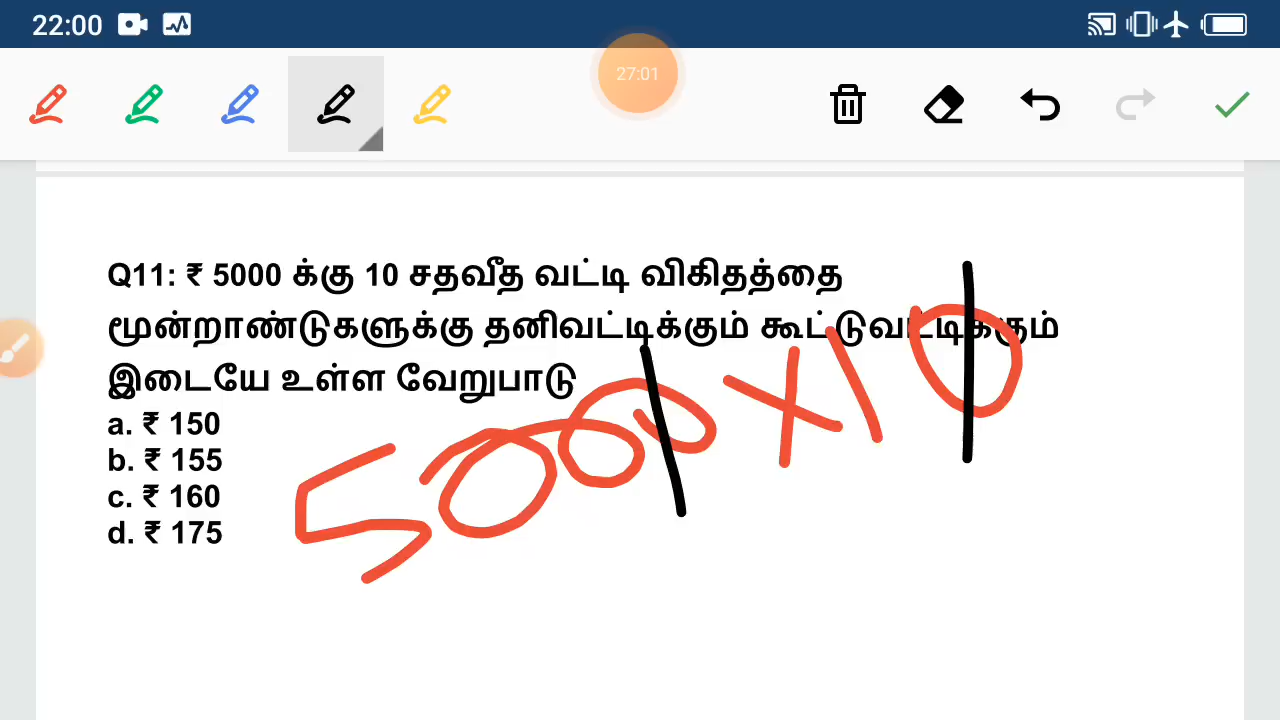 22:00
27:01
Q11: ₹ 5000 க்கு 10 சதவீத வட்டி விகிதத்தை
மூன்றாண்டுகளுக்கு தனிவட்டிக்கும் கூட்டுவட்டிக்கும்
இடையே உள்ள வேறுபாடு
a. ₹ 150
b. ₹ 155
c. ₹ 160
d. ₹ 175
5000 X 10